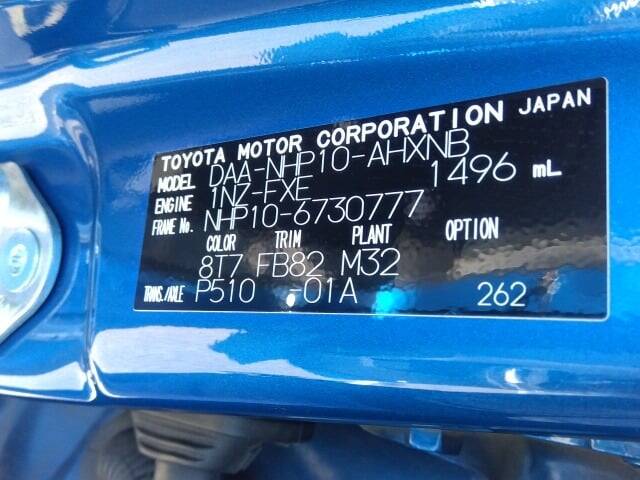 TOYOTA MOTOR CORPORATION JAPAN
MODEL DAA-NHP10-AHXNB
ENGINE 1NZ-FXE 1496 mL
FRAME No. NHP10-6730777
COLOR TRIM PLANT OPTION
8T7 FB82 M32
TRANS./AXLE P510 -01A 262